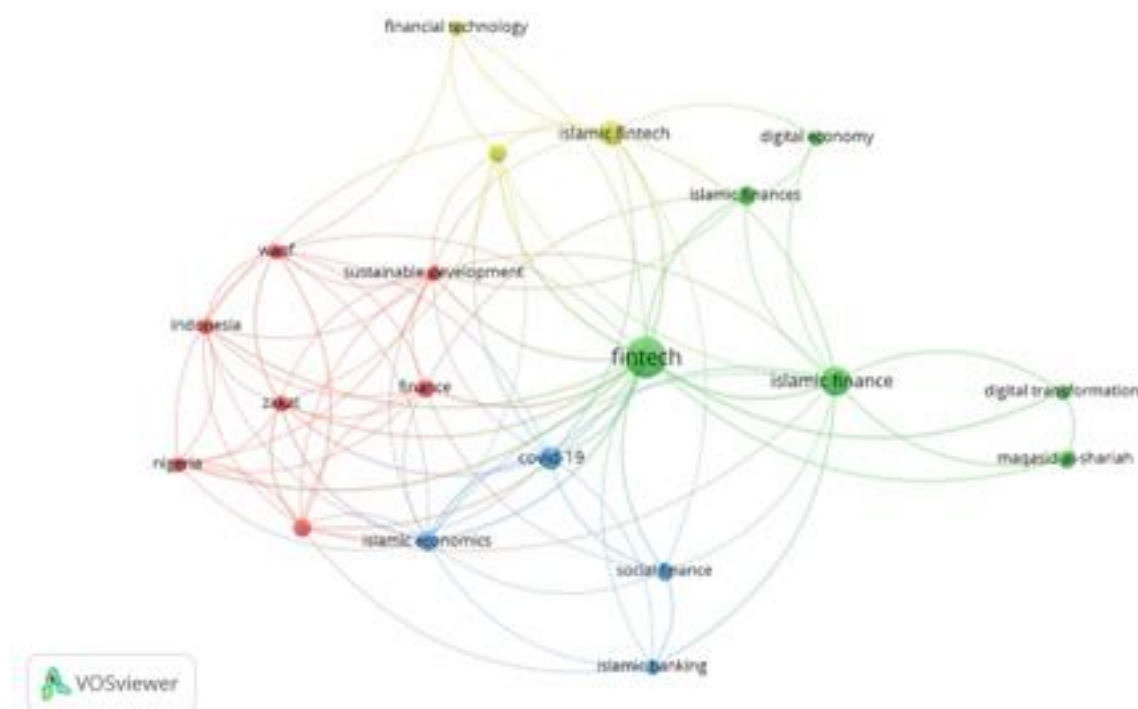 financial technology
islamic fintech
digital economy
islamic finances
waqf
sustainable development
indonesia
fintech
islamic finance
finance
digital transformation
zakat
covid-19
maqasid al-shariah
nigeria
islamic economics
social finance
islamic banking
VOSviewer